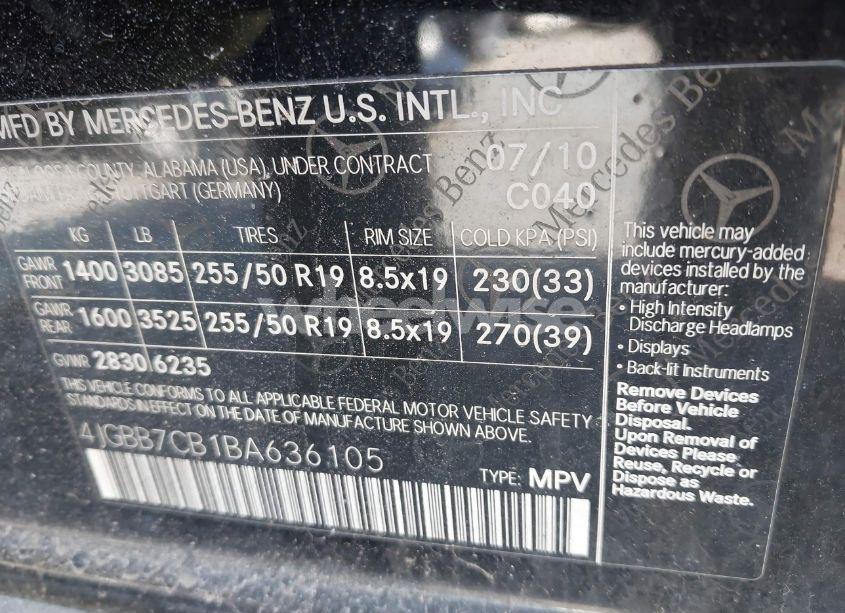 MFD BY MERCEDES-BENZ U.S. INTL., INC
COUNTY, ALABAMA (USA), UNDER CONTRACT
STUTTGART (GERMANY)
07/10
C040
KG LB TIRES RIM SIZE COLD KPA (PSI)
GAWR FRONT 1400 3085 255/50 R19 8.5x19 230(33)
GAWR REAR 1600 3525 255/50 R19 8.5x19 270(39)
GVWR 2830 6235
THIS VEHICLE CONFORMS TO ALL APPLICABLE FEDERAL MOTOR VEHICLE SAFETY
STANDARDS IN EFFECT ON THE DATE OF MANUFACTURE SHOWN ABOVE
4JGBB7CB1BA636105
TYPE: MPV
This vehicle may
include mercury-added
devices installed by the
manufacturer:
• High Intensity
Discharge Headlamps
• Displays
• Back-lit Instruments
Remove Devices
Before Vehicle
Disposal.
Upon Removal of
Devices Please
Reuse, Recycle or
Dispose as
Hazardous Waste.
Mercedes Benz
wheelwise